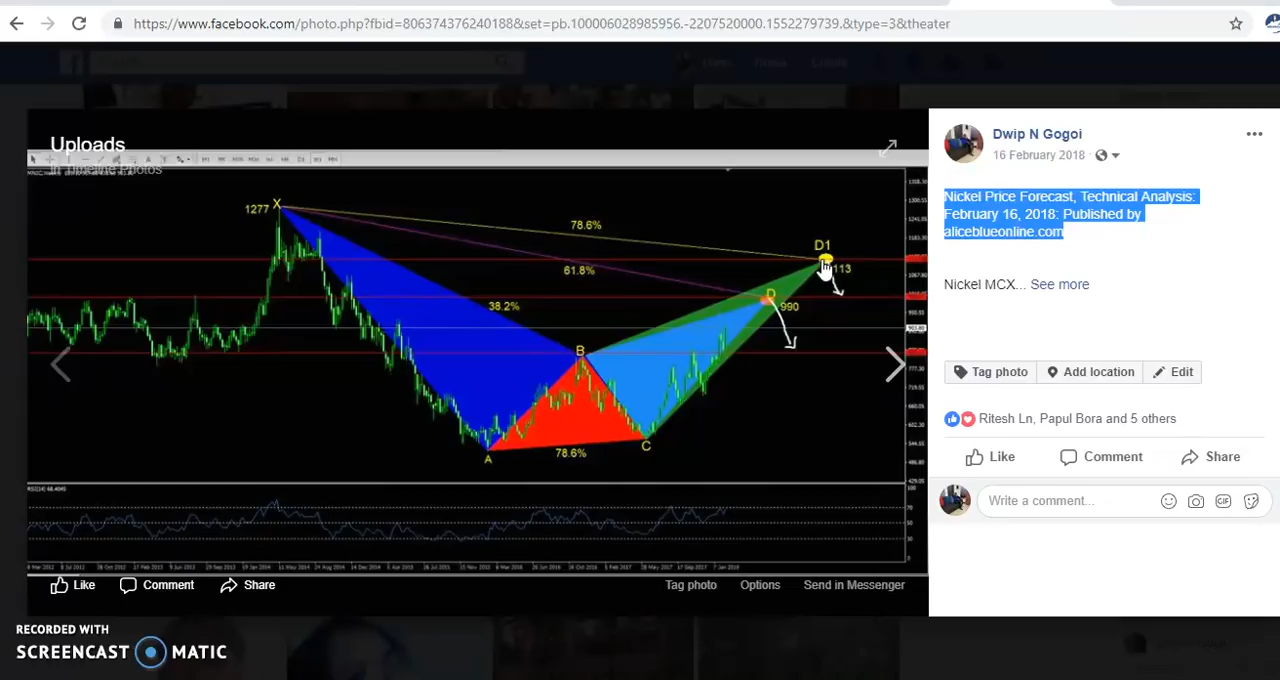 https://www.facebook.com/photo.php?fbid=806374376240188&set=pb.100006028985956.-2207520000.1552279739.&type=3&theater
Uploads
In Timeline Photos
X
1277
78.6%
61.8%
38.2%
D1
113
D
990
B
A
78.6%
C
Like
Comment
Share
Tag photo
Options
Send in Messenger
Dwip N Gogoi
16 February 2018
Nickel Price Forecast, Technical Analysis:
February 16, 2018: Published by
aliceblueonline.com
Nickel MCX... See more
Tag photo
Add location
Edit
Ritesh Ln, Papul Bora and 5 others
Like
Comment
Share
Write a comment...
GIF
RECORDED WITH
SCREENCAST MATIC